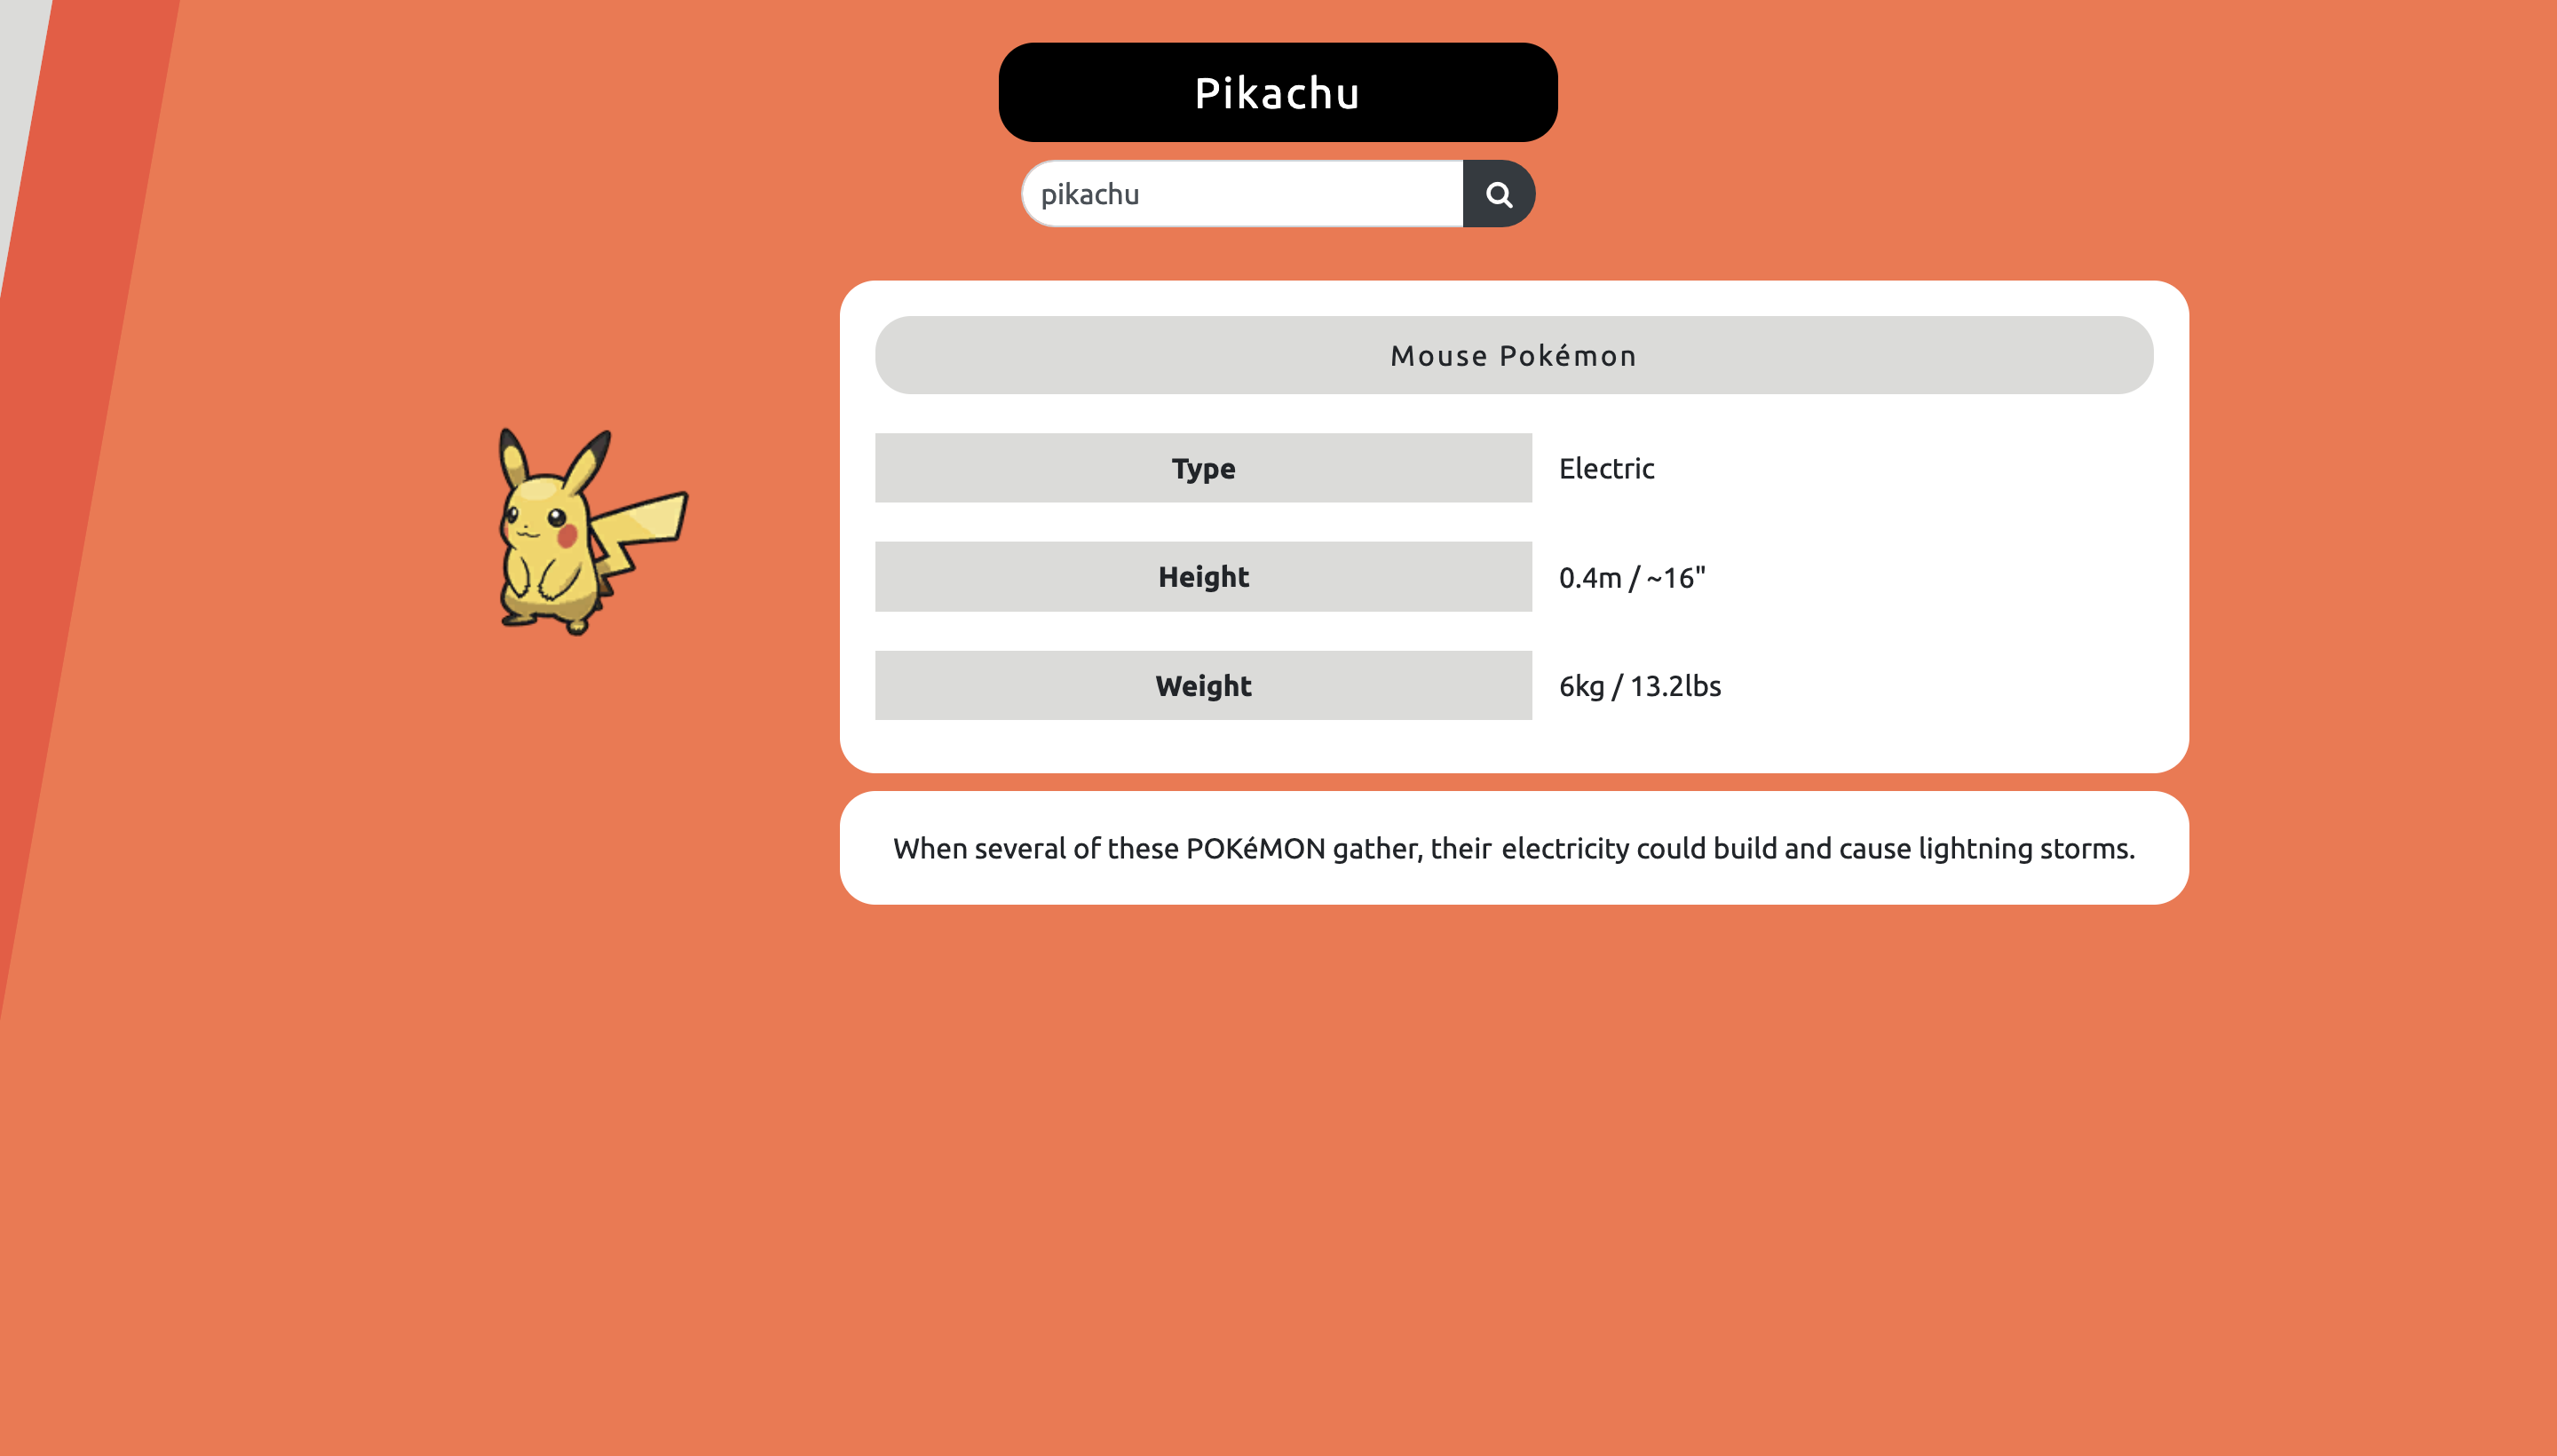 Pikachu
pikachu
Mouse Pokémon
Type Electric
Height 0.4m / ~16"
Weight 6kg / 13.2lbs
When several of these POKéMON gather, their electricity could build and cause lightning storms.